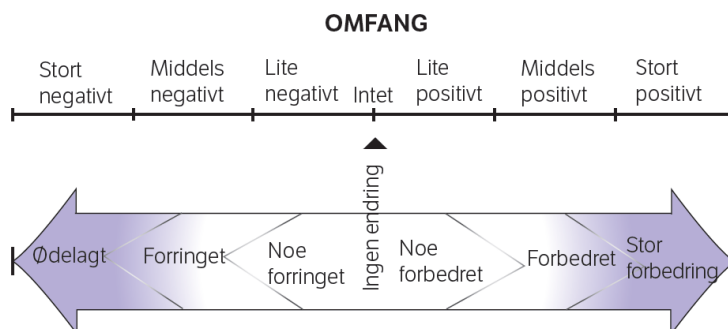 OMFANG
Stort
negativt
Middels
negativt
Lite
negativt
Intet
Lite
positivt
Middels
positivt
Stort
positivt
Ødelagt
Forringet
Noe
forringet
Ingen endring
Noe
forbedret
Forbedret
Stor
forbedring